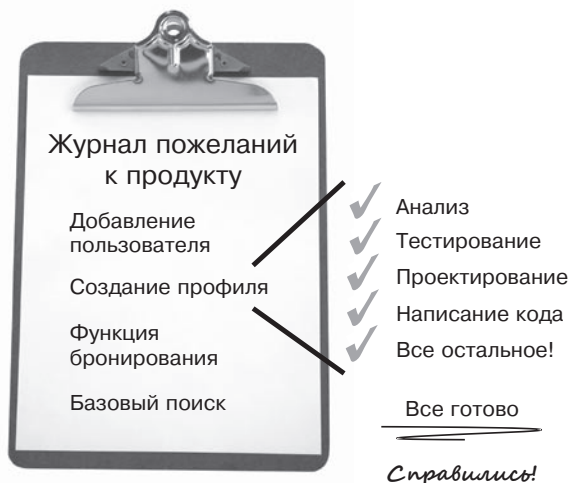 Журнал пожеланий
к продукту
Добавление
пользователя
Создание профиля
Функция
бронирования
Базовый поиск
Анализ
Тестирование
Проектирование
Написание кода
Все остальное!
Все готово
Справились!